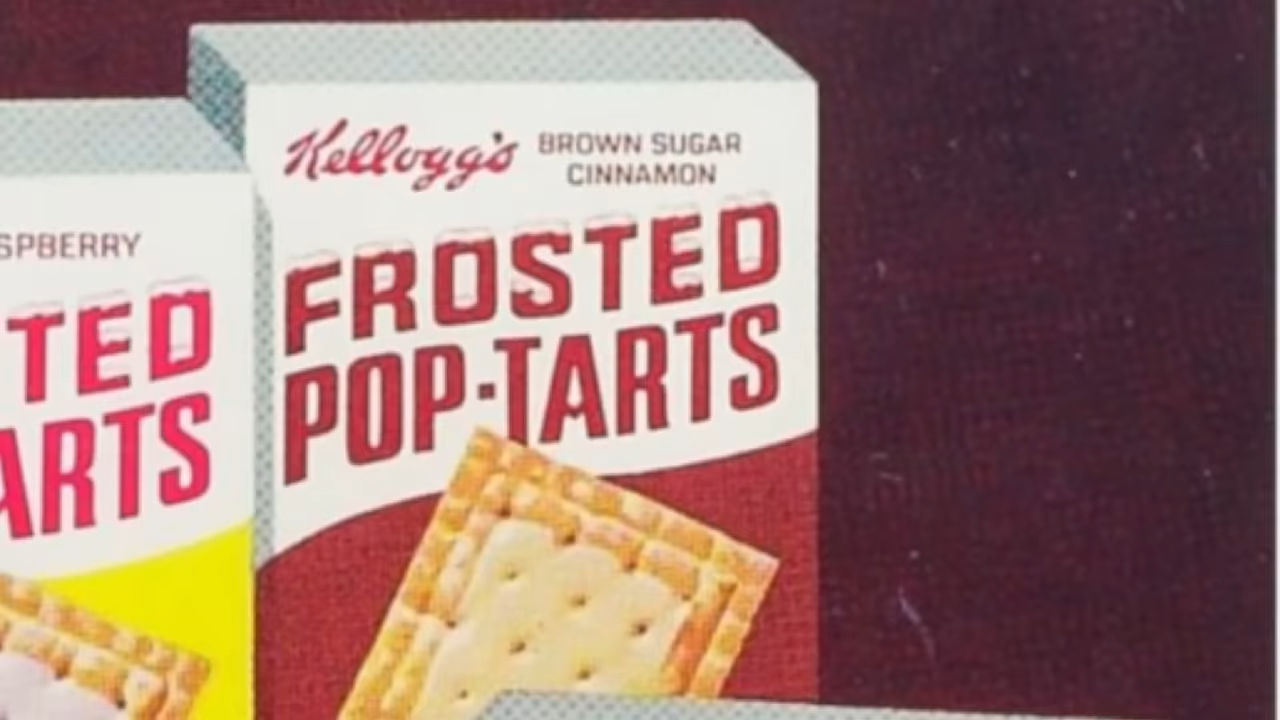 Kellogg's BROWN SUGAR
CINNAMON
FROSTED
POP-TARTS
SPBERRY
TED
ARTS